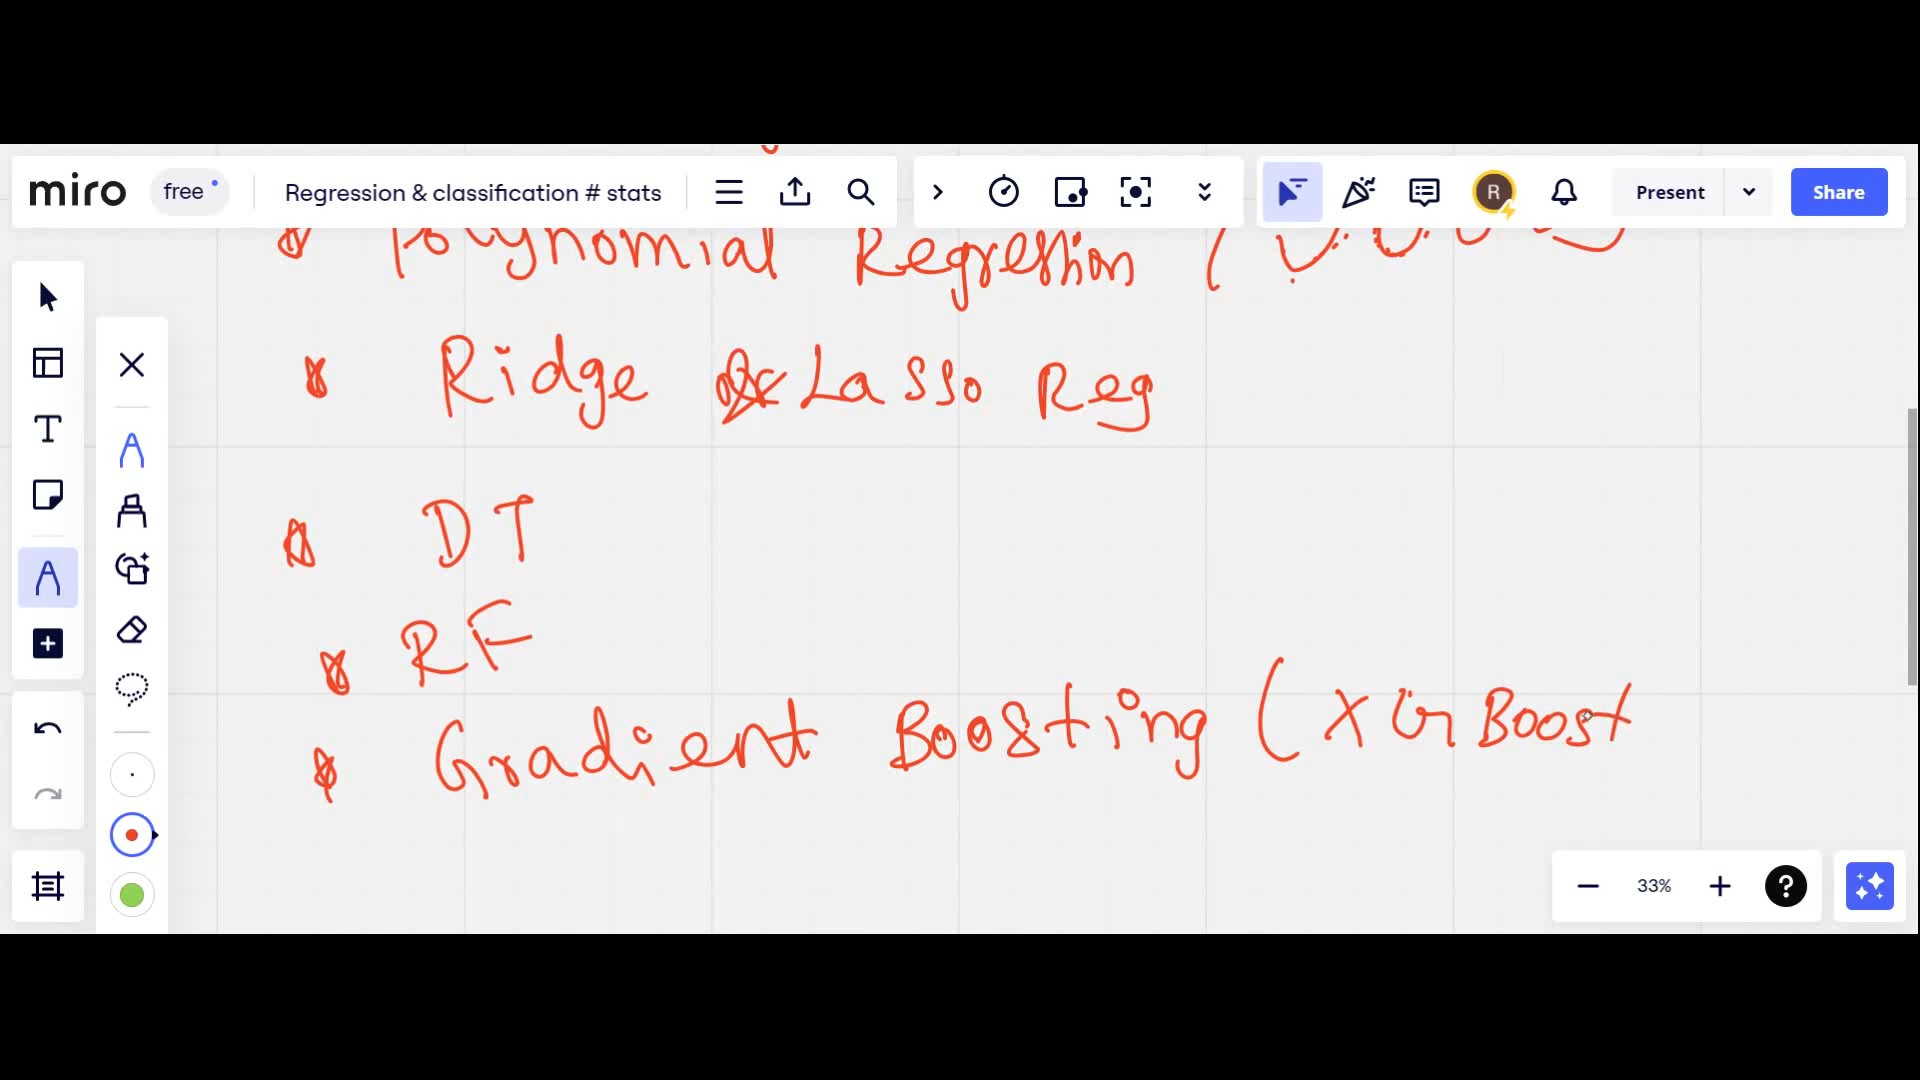 miro free Regression & classification # stats Present Share
Polynomial Regression (
Ridge & Lasso Reg
DT
RF
Gradient Boosting (XGBoost
33%